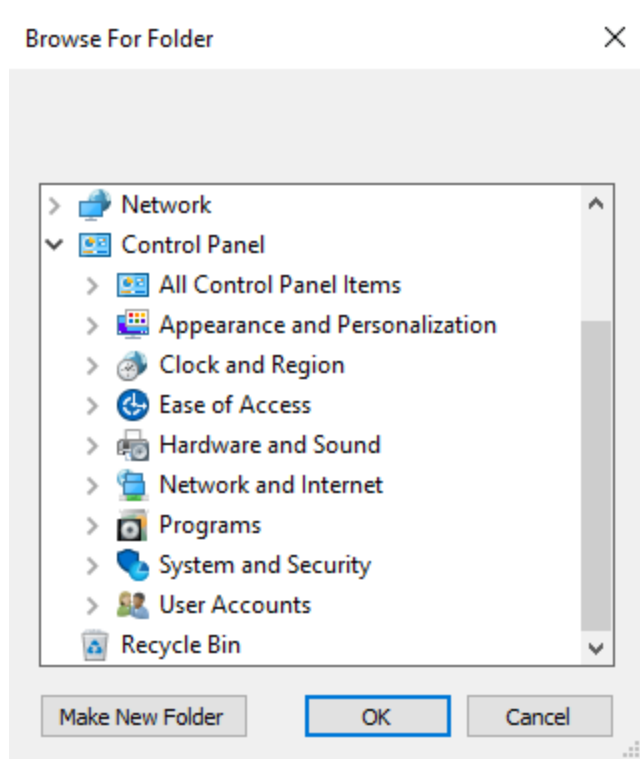 Browse For Folder
Network
Control Panel
All Control Panel Items
Appearance and Personalization
Clock and Region
Ease of Access
Hardware and Sound
Network and Internet
Programs
System and Security
User Accounts
Recycle Bin
Make New Folder OK Cancel